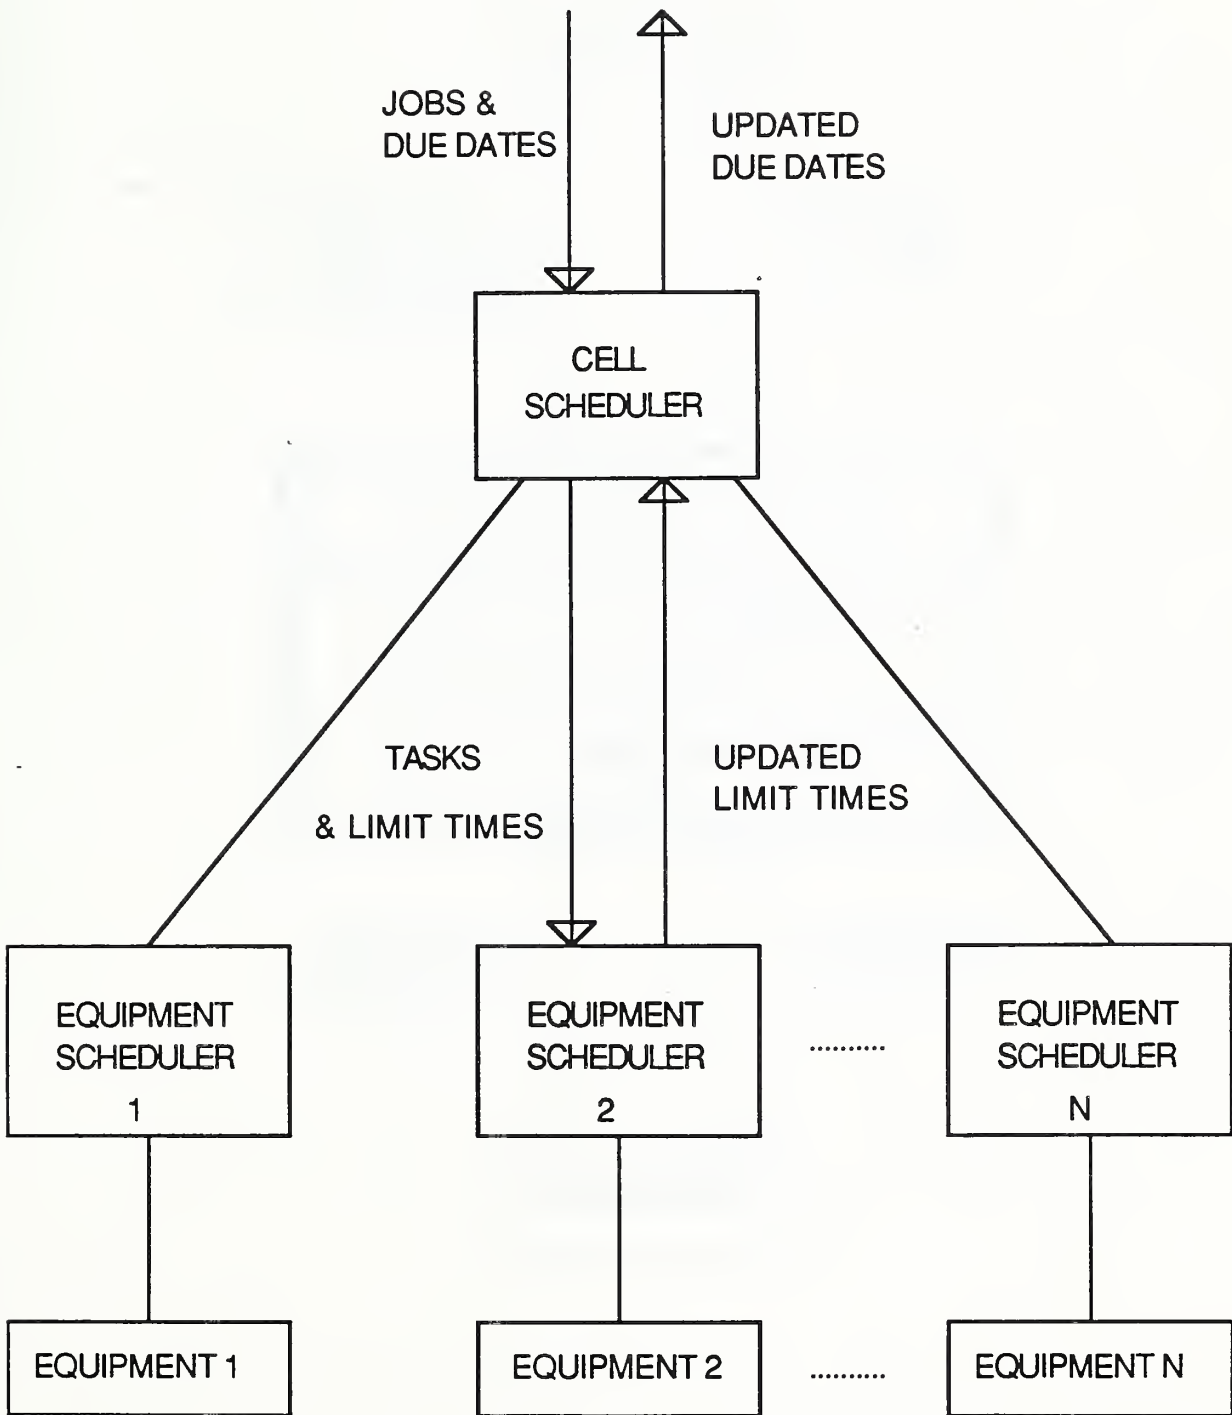 JOBS &
DUE DATES
UPDATED
DUE DATES
CELL
SCHEDULER
TASKS
& LIMIT TIMES
UPDATED
LIMIT TIMES
EQUIPMENT
SCHEDULER
1
EQUIPMENT
SCHEDULER
2
..........
EQUIPMENT
SCHEDULER
N
EQUIPMENT 1
EQUIPMENT 2
..........
EQUIPMENT N